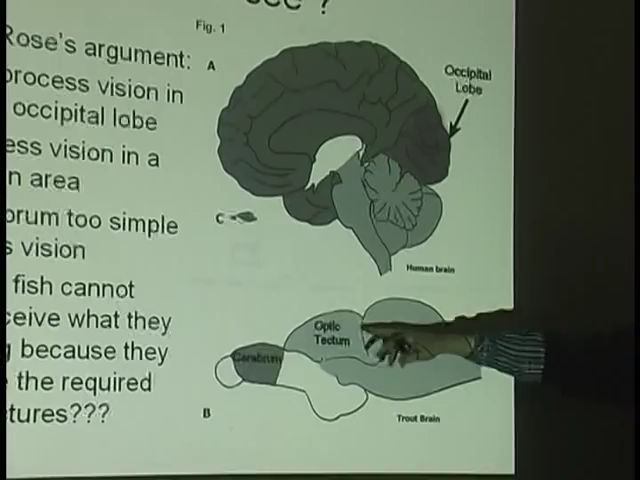 see ?
Fig. 1
Rose's argument:
process vision in
occipital lobe
ess vision in a
n area
brum too simple
s vision
fish cannot
ceive what they
because they
the required
tures???
A
Occipital
Lobe
C
Human brain
Optic
Tectum
Cerebrum
B
Trout Brain